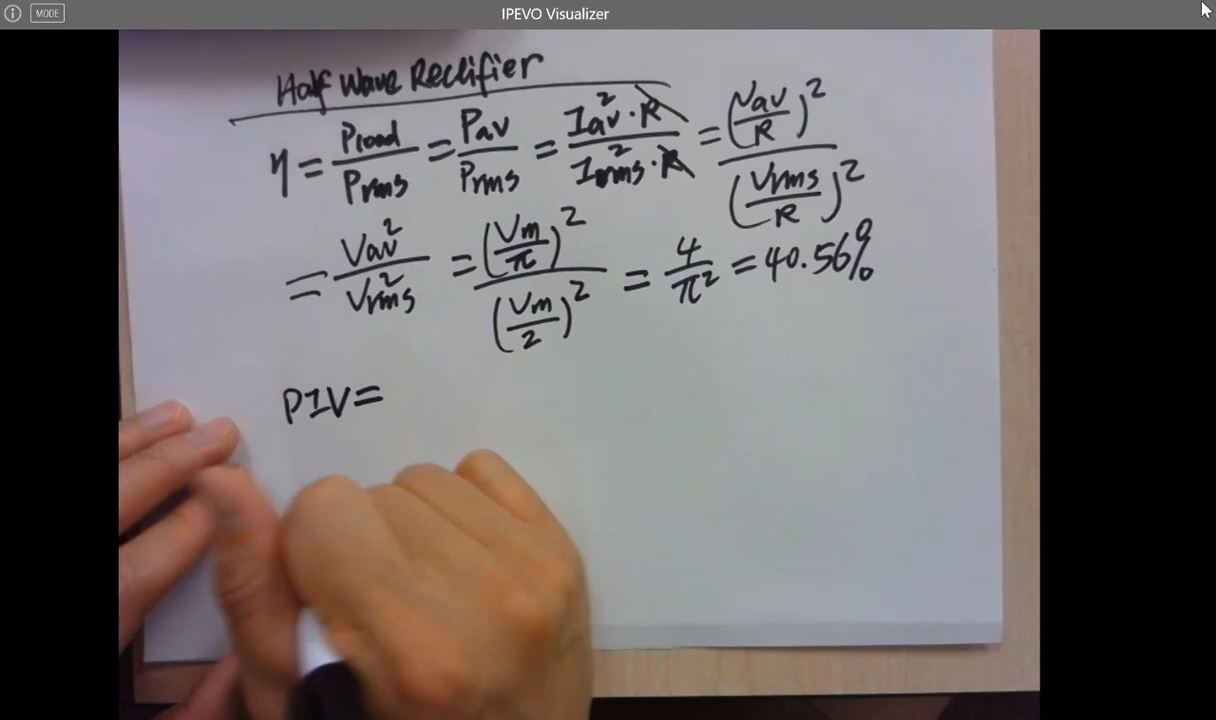 MODE
IPEVO Visualizer
Half Wave Rectifier
η = Pload/Prms = Pav/Prms = Iav²·R/Irms²·R = (Vav/R)²/(Vrms/R)²
= Vav²/Vrms² = (Vm/π)²/(Vm/2)² = 4/π² = 40.56%
PIV=